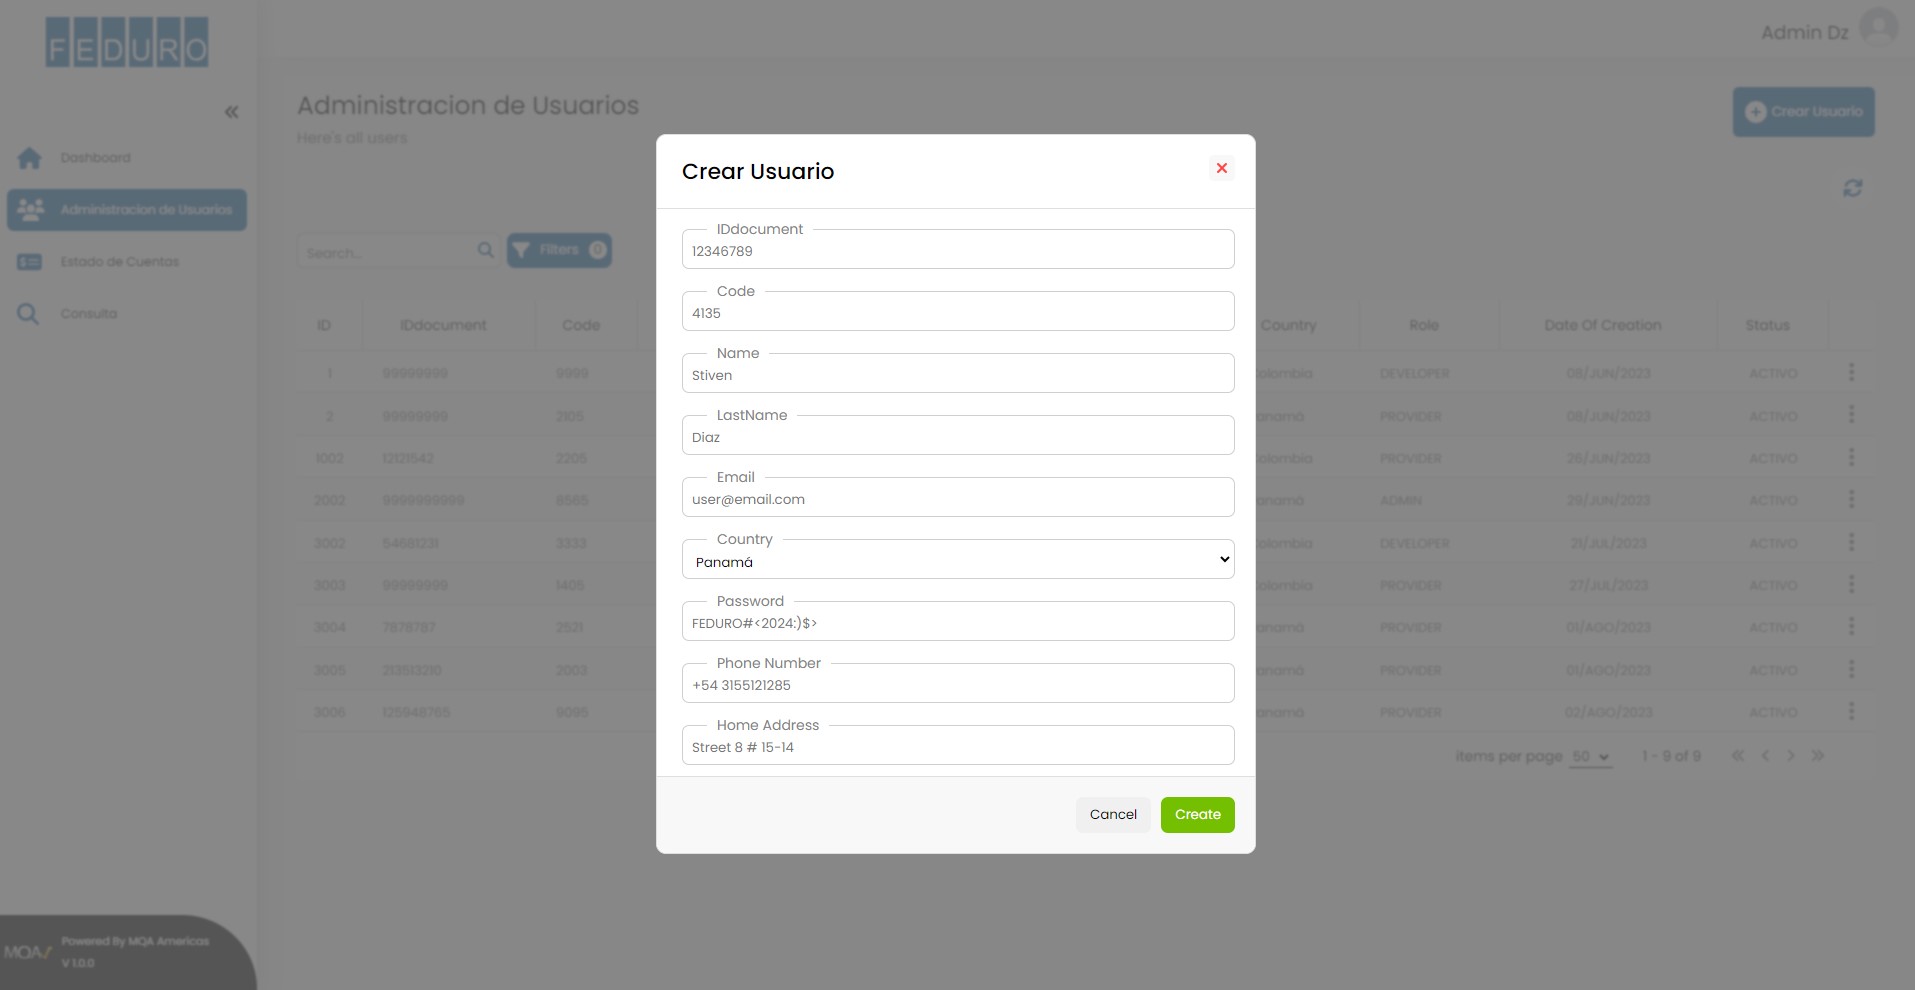 FEDURO
Admin Dz
Administracion de Usuarios
Here's all users
Crear Usuario
Dashboard
Administracion de Usuarios
Estado de Cuentas
Consulta
Search...
Filters 0
ID IDdocument Code Country Role Date Of Creation Status
1 99999999 9999 Colombia DEVELOPER 08/JUN/2023 ACTIVO
2 99999999 2105 anamá PROVIDER 08/JUN/2023 ACTIVO
1002 12121542 2205 Colombia PROVIDER 26/JUN/2023 ACTIVO
2002 9999999999 8565 anamá ADMIN 29/JUN/2023 ACTIVO
3002 54661231 3333 Colombia DEVELOPER 21/JUL/2023 ACTIVO
3003 99999999 1405 Colombia PROVIDER 27/JUL/2023 ACTIVO
3004 7878787 2521 anamá PROVIDER 01/AGO/2023 ACTIVO
3005 213513210 2003 anamá PROVIDER 01/AGO/2023 ACTIVO
3006 125948765 9095 anamá PROVIDER 02/AGO/2023 ACTIVO
items per page 50 1 - 9 of 9
Crear Usuario
IDdocument
12346789
Code
4135
Name
Stiven
LastName
Diaz
Email
user@email.com
Country
Panamá
Password
FEDURO#<2024:)$>
Phone Number
+54 3155121285
Home Address
Street 8 # 15-14
Cancel
Create
MQA
Powered By MQA Americas
V 1.0.0